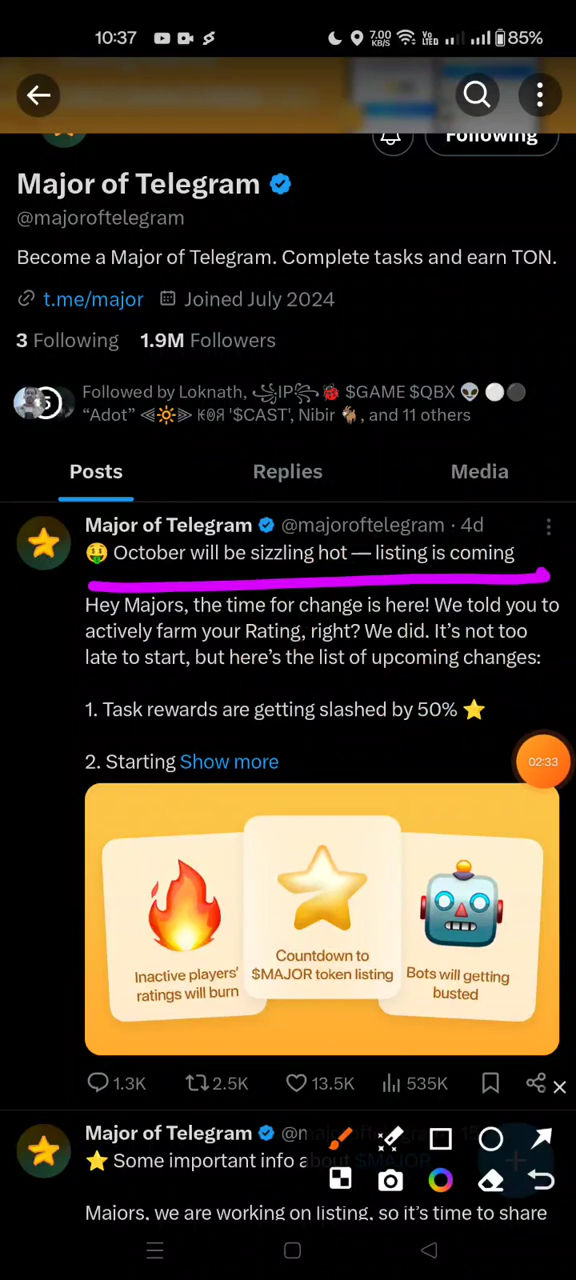 10:37
7.00
KB/S
Vo
LTED
85%
Following
Major of Telegram
@majoroftelegram
Become a Major of Telegram. Complete tasks and earn TON.
t.me/major Joined July 2024
3 Following 1.9M Followers
Followed by Loknath, ꧁IP꧂🐞 $GAME $QBX 👽 ⚪⚫
“Adot” ⪡🔆⪢ '$CAST', Nibir 🐐, and 11 others
Posts Replies Media
Major of Telegram @majoroftelegram · 4d
🤑 October will be sizzling hot — listing is coming
Hey Majors, the time for change is here! We told you to
actively farm your Rating, right? We did. It’s not too
late to start, but here’s the list of upcoming changes:
1. Task rewards are getting slashed by 50% ⭐
2. Starting Show more
02:33
Inactive players’
ratings will burn
Countdown to
$MAJOR token listing
Bots will getting
busted
1.3K 2.5K 13.5K 535K
Major of Telegram
⭐ Some important info about $MAJOR
Majors, we are working on listing, so it’s time to share